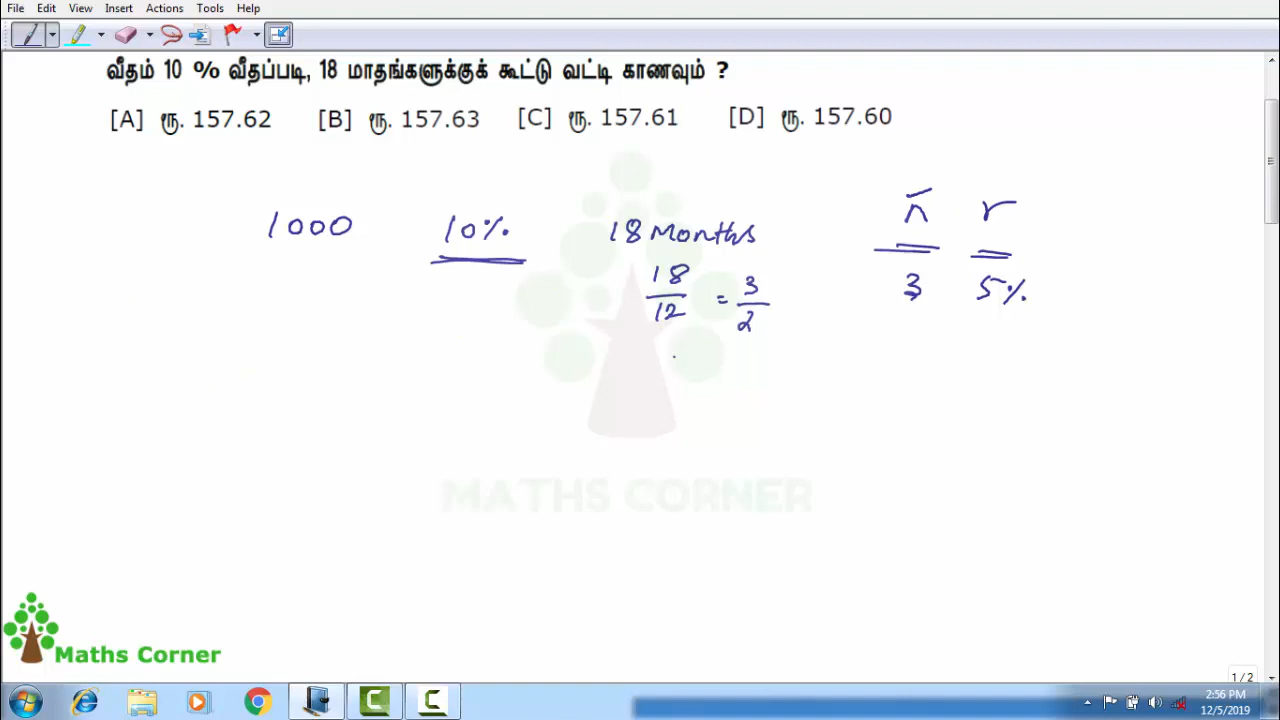 File Edit View Insert Actions Tools Help
வீதம் 10 % வீதப்படி, 18 மாதங்களுக்குக் கூட்டு வட்டி காணவும் ?
[A] ரூ. 157.62 [B] ரூ. 157.63 [C] ரூ. 157.61 [D] ரூ. 157.60
1000 10% 18 Months n r
18/12 = 3/2 3 5%
MATHS CORNER
Maths Corner
1/2
2:56 PM
12/5/2019